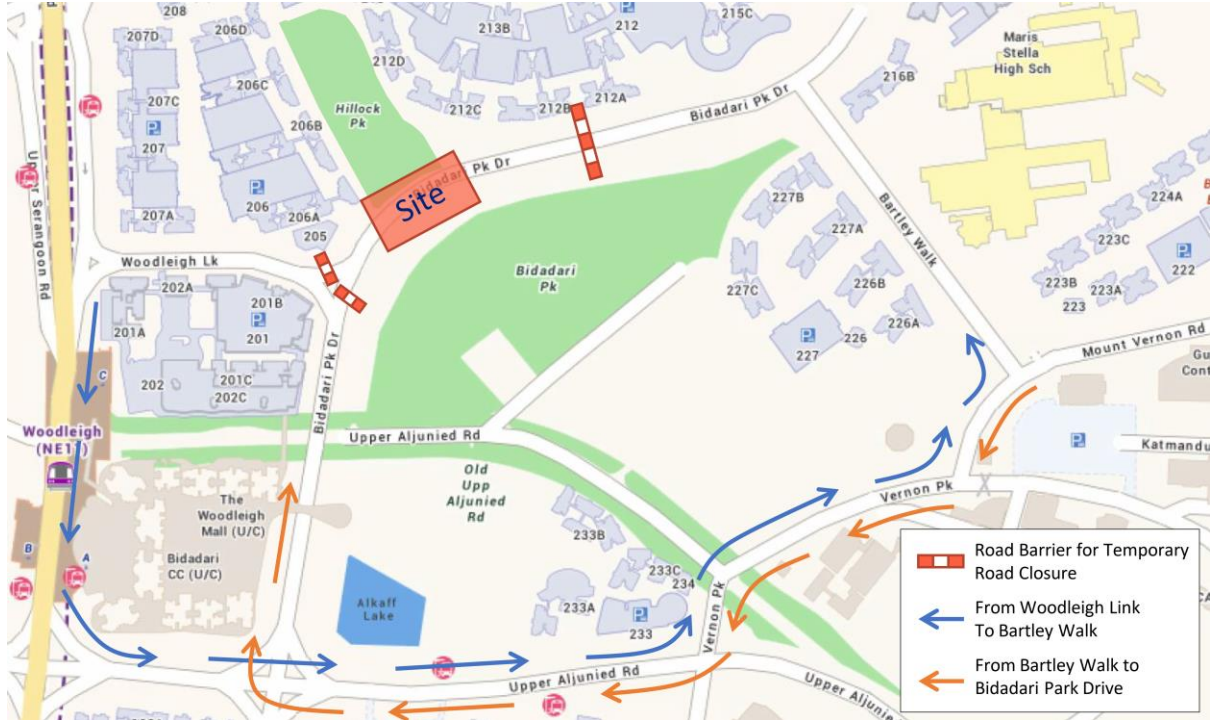 208
206D
207D
213B
212
215C
212D
Maris
Stella
High Sch
207C
206C
212C
212B
212A
216B
Hillock
Pk
Bidadari Pk Dr
206B
207
Upper Serangoon Rd
206
206A
207A
205
Bidadari Pk Dr
Site
227B
227A
224A
223C
222
Bartley Walk
Woodleigh Lk
202A
201B
201A
201
Bidadari
Pk
227C
226B
223B
223A
223
226A
226
227
Mount Vernon Rd
C
202
201C
202C
Bidadari Pk Dr
Woodleigh
Upper Aljunied Rd
Katmandu
The
Woodleigh
Mall (U/C)
Old
Upp
Aljunied
Rd
Vernon Pk
B
A
Bidadari
CC (U/C)
233B
233C
234
233A
233
Alkaff
Lake
Vernon Pk
Upper Aljunied Rd
Upper Aljunied
Road Barrier for Temporary
Road Closure
From Woodleigh Link
To Bartley Walk
From Bartley Walk to
Bidadari Park Drive